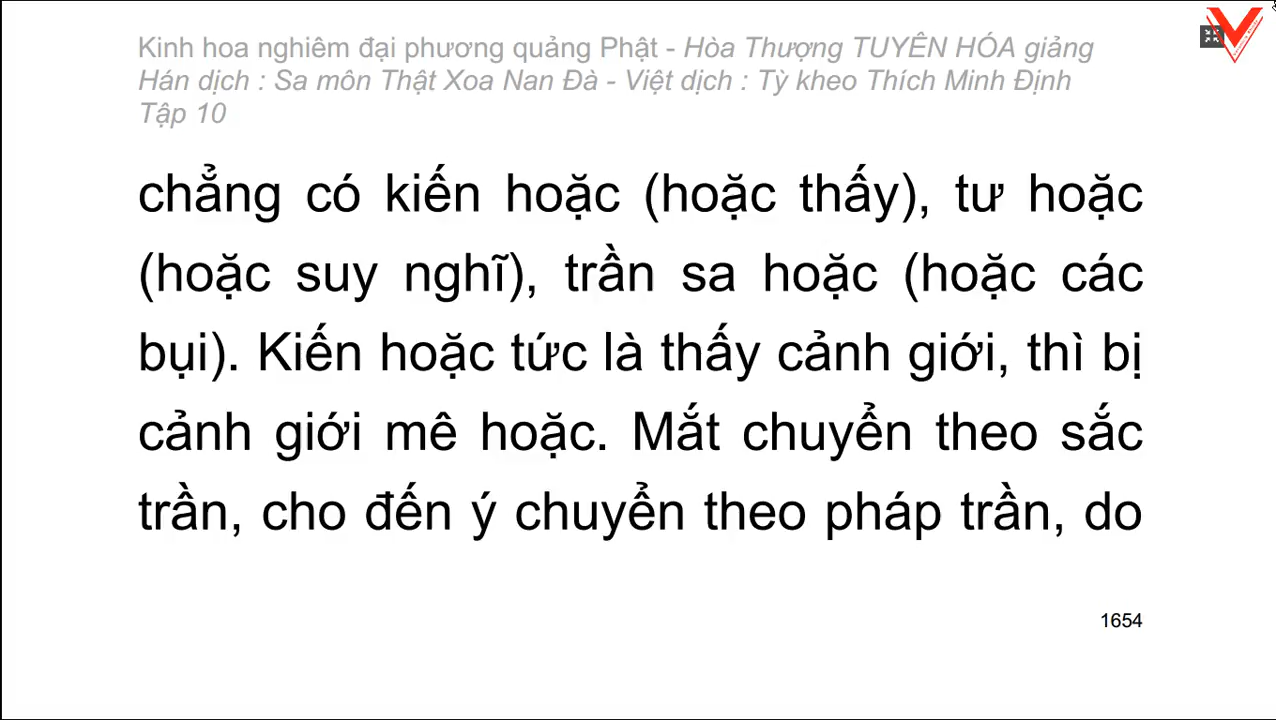 Kinh hoa nghiêm đại phương quảng Phật - Hòa Thượng TUYÊN HÓA giảng
Hán dịch : Sa môn Thật Xoa Nan Đà - Việt dịch : Tỳ kheo Thích Minh Định
Tập 10
chẳng có kiến hoặc (hoặc thấy), tư hoặc
(hoặc suy nghĩ), trần sa hoặc (hoặc các
bụi). Kiến hoặc tức là thấy cảnh giới, thì bị
cảnh giới mê hoặc. Mắt chuyển theo sắc
trần, cho đến ý chuyển theo pháp trần, do
1654